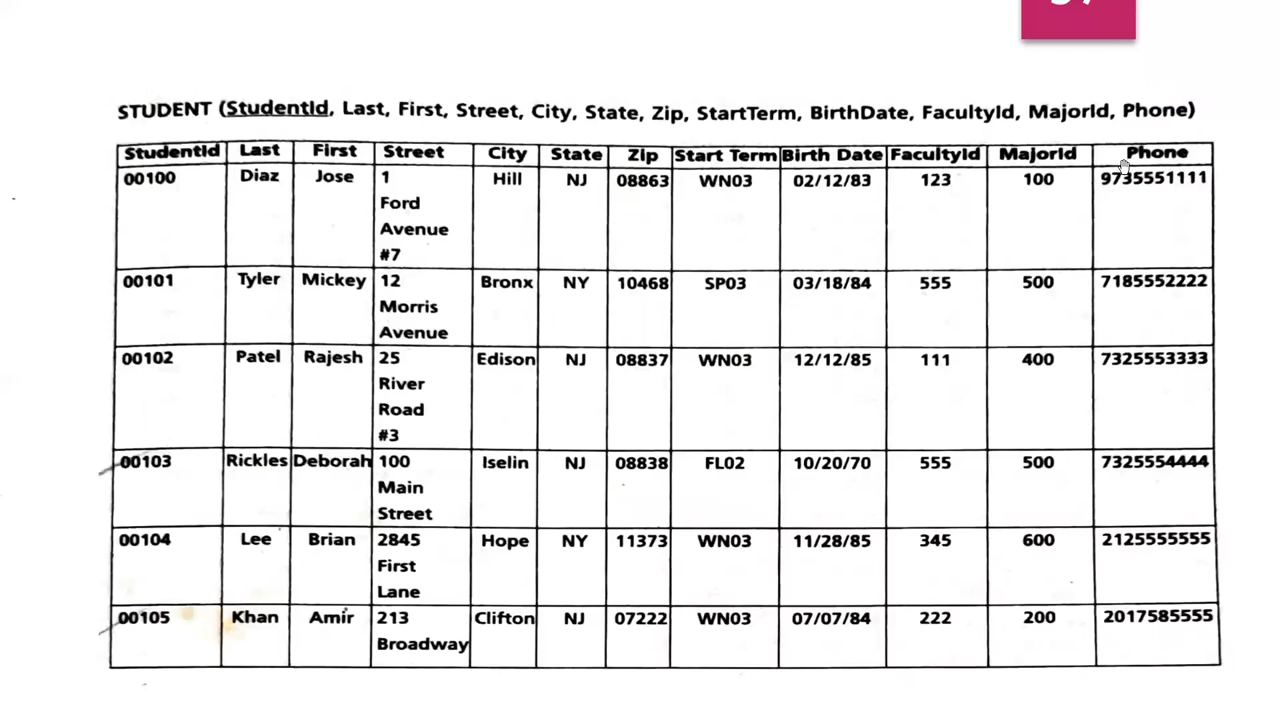 STUDENT (StudentId, Last, First, Street, City, State, Zip, StartTerm, BirthDate, FacultyId, MajorId, Phone)
StudentId Last First Street City State Zip Start Term Birth Date FacultyId MajorId Phone
00100 Diaz Jose 1 Hill NJ 08863 WN03 02/12/83 123 100 9735551111
Ford
Avenue
#7
00101 Tyler Mickey 12 Bronx NY 10468 SP03 03/18/84 555 500 7185552222
Morris
Avenue
00102 Patel Rajesh 25 Edison NJ 08837 WN03 12/12/85 111 400 7325553333
River
Road
#3
00103 Rickles Deborah 100 Iselin NJ 08838 FL02 10/20/70 555 500 7325554444
Main
Street
00104 Lee Brian 2845 Hope NY 11373 WN03 11/28/85 345 600 2125555555
First
Lane
00105 Khan Amir 213 Clifton NJ 07222 WN03 07/07/84 222 200 2017585555
Broadway